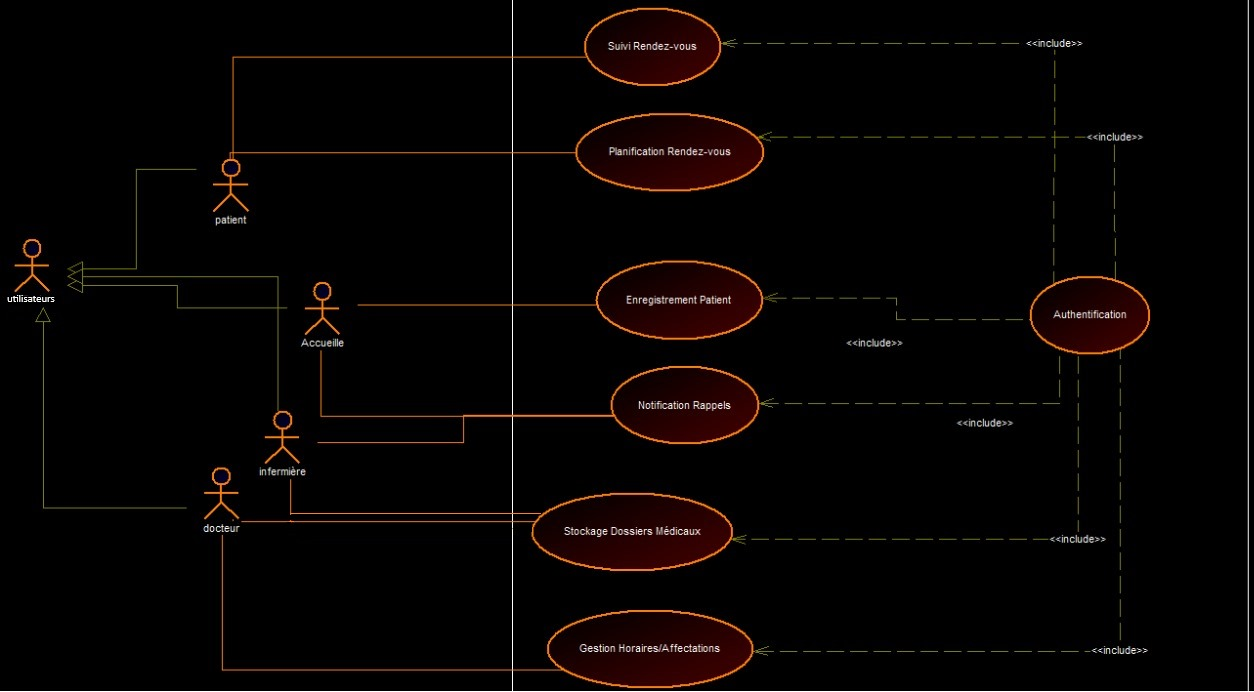 Suivi Rendez-vous
<<include>>
Planification Rendez-vous
<<include>>
patient
utilisateurs
Enregistrement Patient
Authentification
Accueille
<<include>>
Notification Rappels
<<include>>
infermière
docteur
Stockage Dossiers Médicaux
<<include>>
Gestion Horaires/Affectations
<<include>>